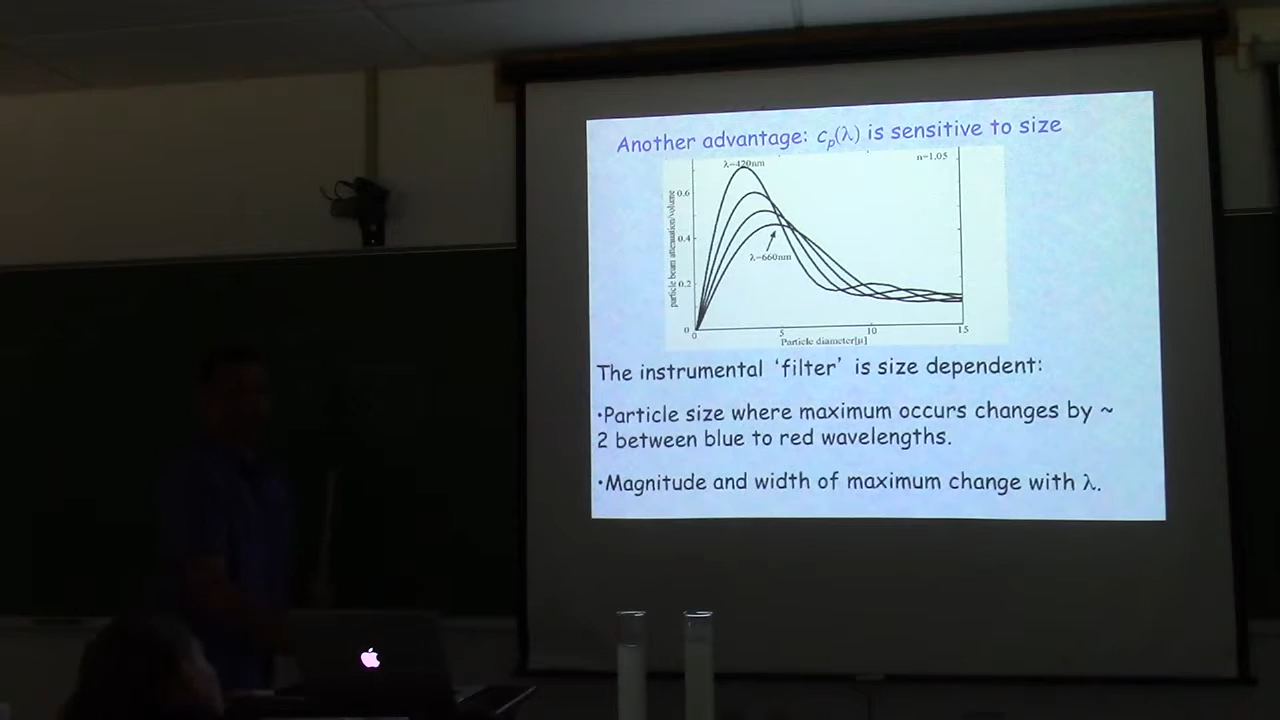 Another advantage: cp(λ) is sensitive to size
λ=420nm
n=1.05
0.6
0.4
0.2
0
particle beam attenuation/volume
λ=660nm
0 5 10 15
Particle diameter[μ]
The instrumental 'filter' is size dependent:
•Particle size where maximum occurs changes by ~
2 between blue to red wavelengths.
•Magnitude and width of maximum change with λ.